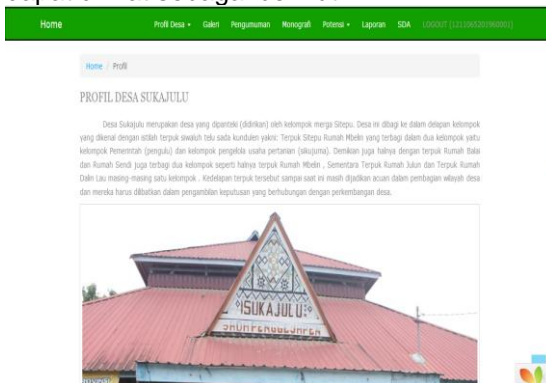 Home Profil Desa Galeri Pengumuman Monografi Potensi Laporan SDA LOGOUT [1211065201960001]
Home / Profil
PROFIL DESA SUKAJULU
Desa Sukajulu merupakan desa yang dipanteki (didirikan) oleh kelompok merga Sitepu. Desa ini dibagi ke dalam delapan kelompok
yang dikenal dengan istilah terpuk siwaluh telu sada kundulen yakni: Terpuk Sitepu Rumah Mbelin yang terbagi dalam dua kelompok yaitu
kelompok Pemerintah (pengulu) dan kelompok pengelola usaha pertanian (sikujuma). Demikian juga halnya dengan terpuk Rumah Balai
dan Rumah Sendi juga terbagi dua kelompok seperti halnya terpuk Rumah Mbelin , Sementara Terpuk Rumah Julun dan Terpuk Rumah
Dalin Lau masing-masing satu kelompok . Kedelapan terpuk tersebut sampai saat ini masih dijadikan acuan dalam pembagian wilayah desa
dan mereka harus dilibatkan dalam pengambilan keputusan yang berhubungan dengan perkembangan desa.
SUKAJULU